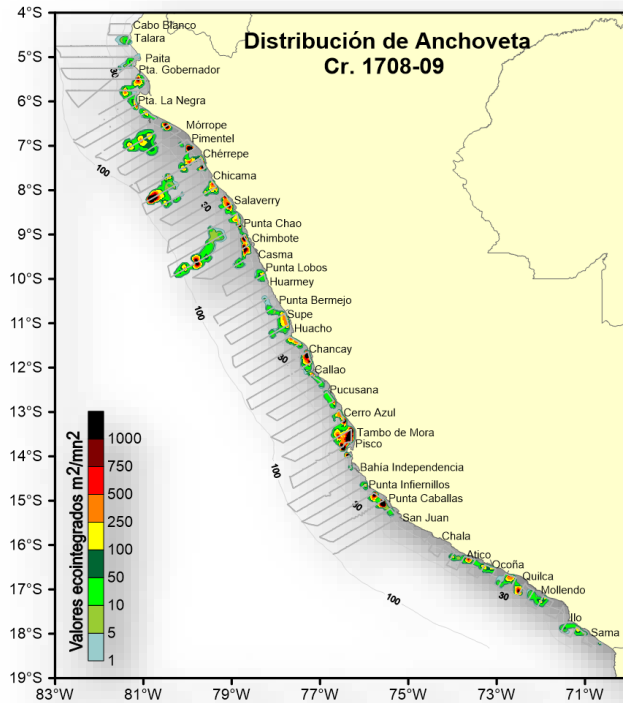 Distribución de Anchoveta
Cr. 1708-09
4°S
5°S
6°S
7°S
8°S
9°S
10°S
11°S
12°S
13°S
14°S
15°S
16°S
17°S
18°S
19°S
83°W
81°W
79°W
77°W
75°W
73°W
71°W
Cabo Blanco
Talara
Paita
Pta. Gobernador
Pta. La Negra
Mórrope
Pimentel
Chérrepe
Chicama
Salaverry
Punta Chao
Chimbote
Casma
Punta Lobos
Huarmey
Punta Bermejo
Supe
Huacho
Chancay
Callao
Pucusana
Cerro Azul
Tambo de Mora
Pisco
Bahia Independencia
Punta Infiernillos
Punta Caballas
San Juan
Chala
Atico
Ocoña
Quilca
Mollendo
Ilo
Sama
30
100
30
100
30
100
30
100
30
Valores ecointegrados m2/mn2
1000
750
500
250
100
50
10
5
1